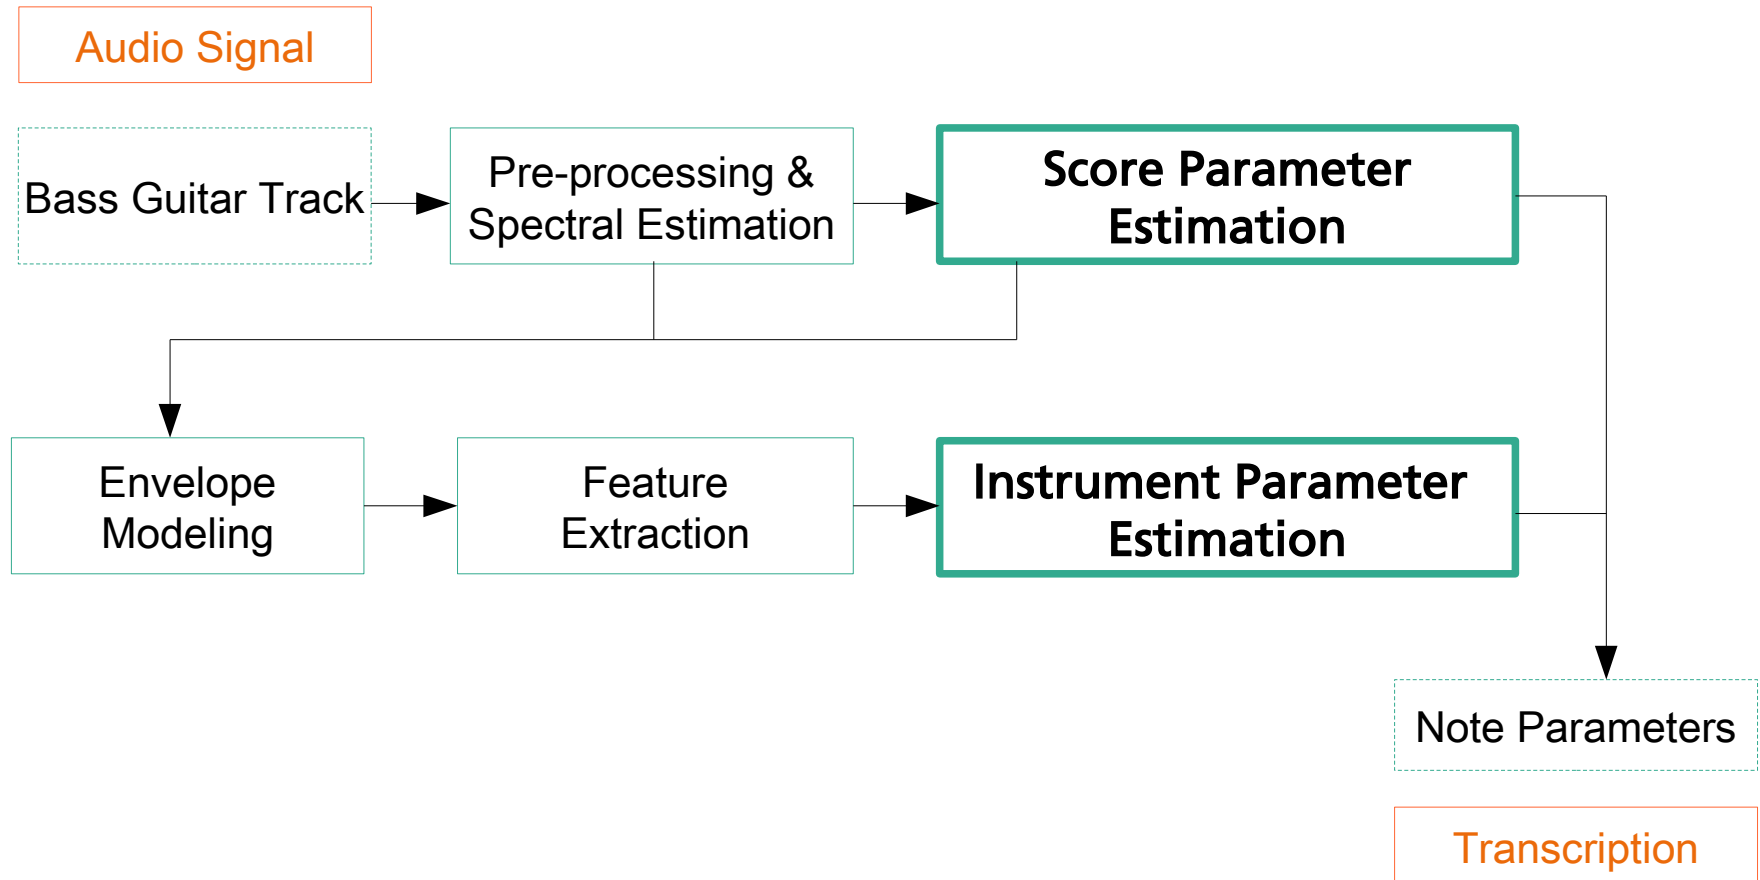 Audio Signal
Bass Guitar Track
Pre-processing &
Spectral Estimation
Score Parameter
Estimation
Envelope
Modeling
Feature
Extraction
Instrument Parameter
Estimation
Note Parameters
Transcription